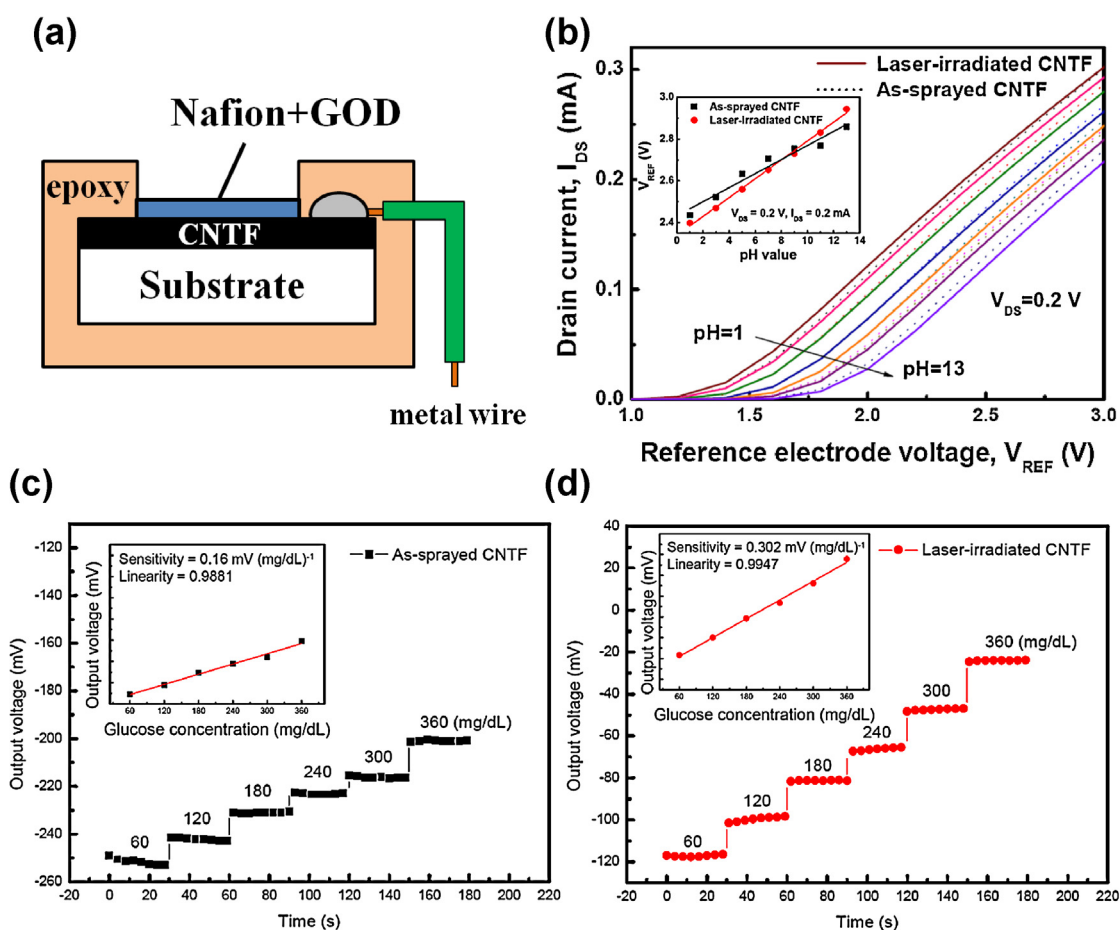 (a)
Nafion+GOD
epoxy
CNTF
Substrate
metal wire
(b)
Laser-irradiated CNTF
As-sprayed CNTF
Drain current, I_DS (mA)
0.3
0.2
0.1
0.0
1.0 1.5 2.0 2.5 3.0
Reference electrode voltage, V_REF (V)
V_DS=0.2 V
pH=1
pH=13
As-sprayed CNTF
Laser-Irradiated CNTF
V_REF (V)
3.0
2.8
2.6
2.4
V_DS = 0.2 V, I_DS = 0.2 mA
0 2 4 6 8 10 12 14
pH value
(c)
Output voltage (mV)
-120
-140
-160
-180
-200
-220
-240
-260
-20 0 20 40 60 80 100 120 140 160 180 200 220
Time (s)
As-sprayed CNTF
Sensitivity = 0.16 mV (mg/dL)⁻¹
Linearity = 0.9881
Output voltage (mV)
60 120 180 240 300 360
Glucose concentration (mg/dL)
60
120
180
240
300
360 (mg/dL)
(d)
Output voltage (mV)
40
20
0
-20
-40
-60
-80
-100
-120
-20 0 20 40 60 80 100 120 140 160 180 200 220
Time (s)
Laser-irradiated CNTF
Sensitivity = 0.302 mV (mg/dL)⁻¹
Linearity = 0.9947
Output voltage (mV)
60 120 180 240 300 360
Glucose concentration (mg/dL)
60
120
180
240
300
360 (mg/dL)